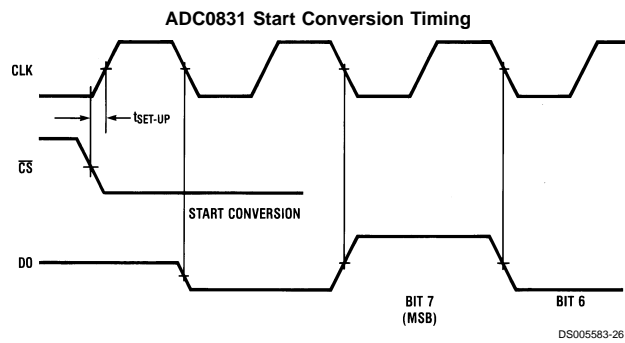 ADC0831 Start Conversion Timing
CLK
tSET-UP
CS
START CONVERSION
DO
BIT 7
(MSB)
BIT 6
DS005583-26